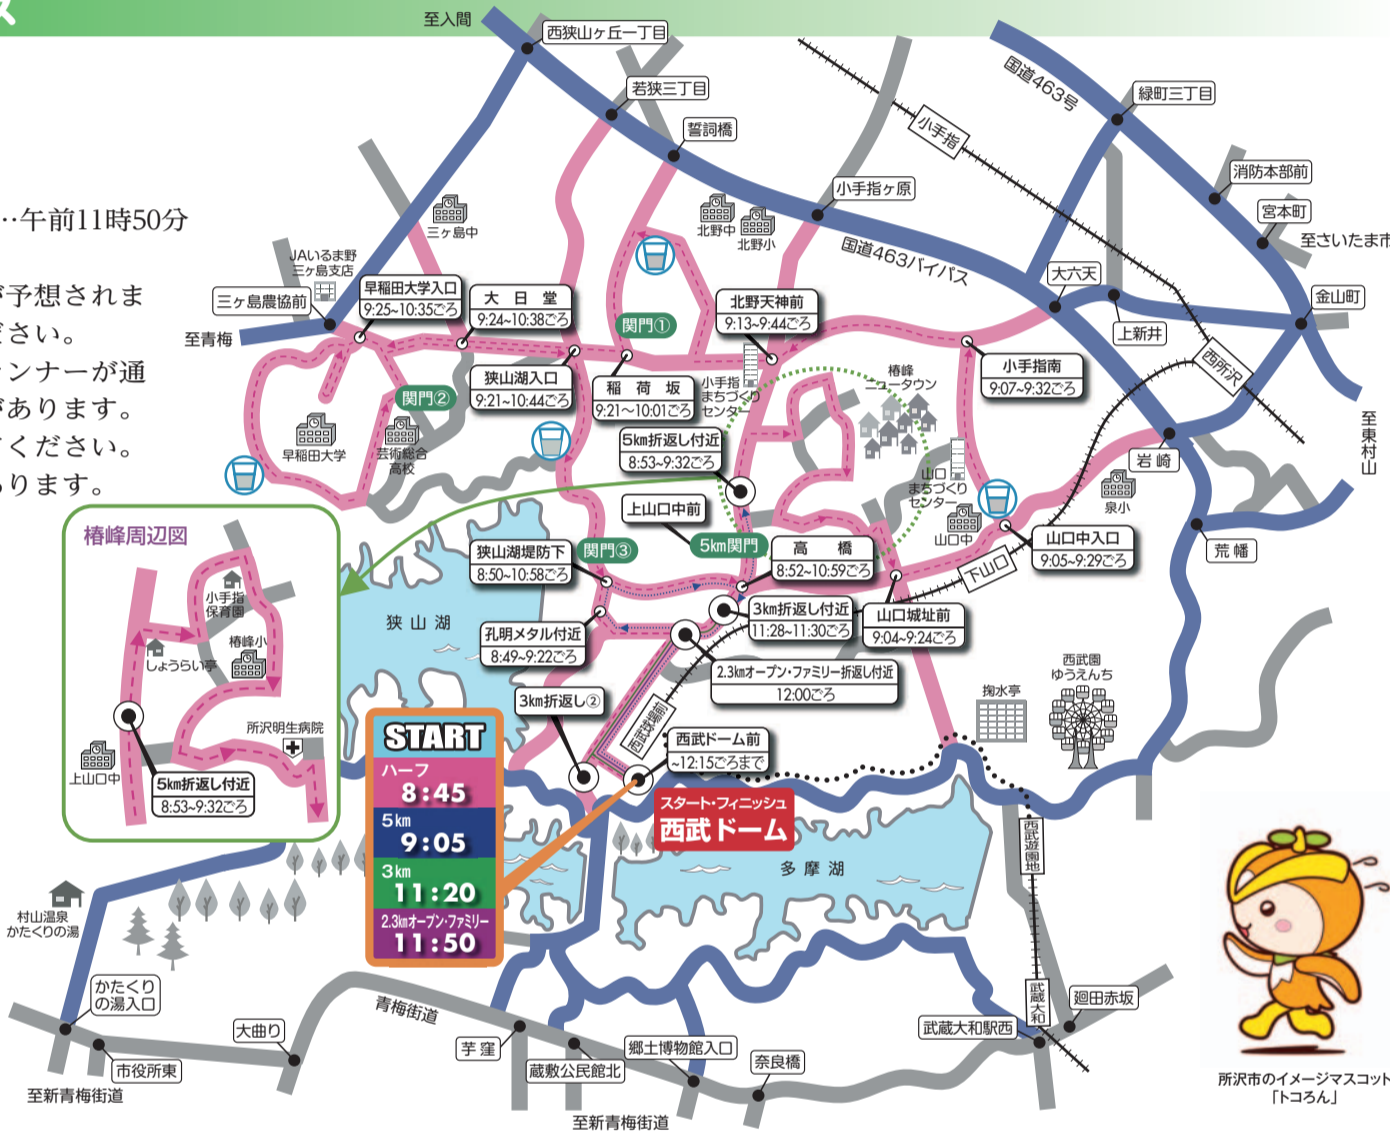 至入間
西狭山ヶ丘一丁目
若狭三丁目
誓詞橋
国道463号
緑町三丁目
小手指
消防本部前
宮本町
至さいたま市
小手指ヶ原
国道463バイパス
大六天
上新井
金山町
西所沢
至東村山
…午前11時50分
が予想されま
ださい。
ランナーが通
があります。
てください。
あります。
三ヶ島中
北野中
北野小
JAいるま野
三ヶ島支店
三ヶ島農協前
至青梅
早稲田大学入口
9:25~10:35ごろ
大日堂
9:24~10:38ごろ
関門①
北野天神前
9:13~9:44ごろ
狭山湖入口
9:21~10:44ごろ
稲荷坂
9:21~10:01ごろ
小手指
まちづくり
センター
椿峰
ニュータウン
小手指南
9:07~9:32ごろ
関門②
早稲田大学
芸術総合
高校
5km折返し付近
8:53~9:32ごろ
山口
まちづくり
センター
岩崎
泉小
上山口中前
山口中
山口中入口
9:05~9:29ごろ
荒幡
狭山湖堤防下
8:50~10:58ごろ
関門③
5km関門
高橋
8:52~10:59ごろ
下山口
狭山湖
孔明メタル付近
8:49~9:22ごろ
3km折返し付近
11:28~11:30ごろ
山口城址前
9:04~9:24ごろ
2.3kmオープン・ファミリー折返し付近
12:00ごろ
3km折返し②
西武球場前
西武ドーム前
~12:15ごろまで
掬水亭
西武園
ゆうえんち
椿峰周辺図
小手指
保育園
しょうらい亭
椿峰小
所沢明生病院
上山口中
5km折返し付近
8:53~9:32ごろ
START
ハーフ
8:45
5km
9:05
3km
11:20
2.3kmオープン・ファミリー
11:50
スタート・フィニッシュ
西武ドーム
多摩湖
西武遊園地
武蔵大和
村山温泉
かたくりの湯
かたくり
の湯入口
市役所東
至新青梅街道
大曲り
青梅街道
芋窪
蔵敷公民館北
郷土博物館入口
至新青梅街道
奈良橋
武蔵大和駅西
廻田赤坂
所沢市のイメージマスコット
「トコろん」